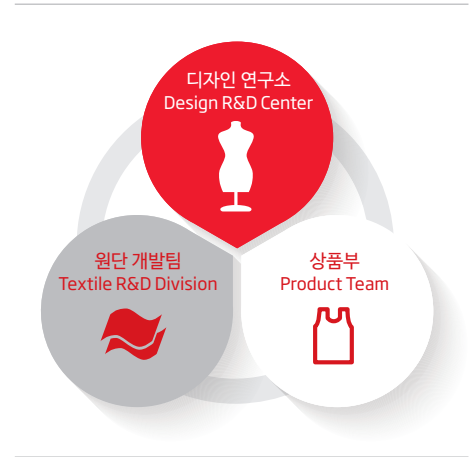 디자인 연구소
Design R&D Center
원단 개발팀
Textile R&D Division
상품부
Product Team